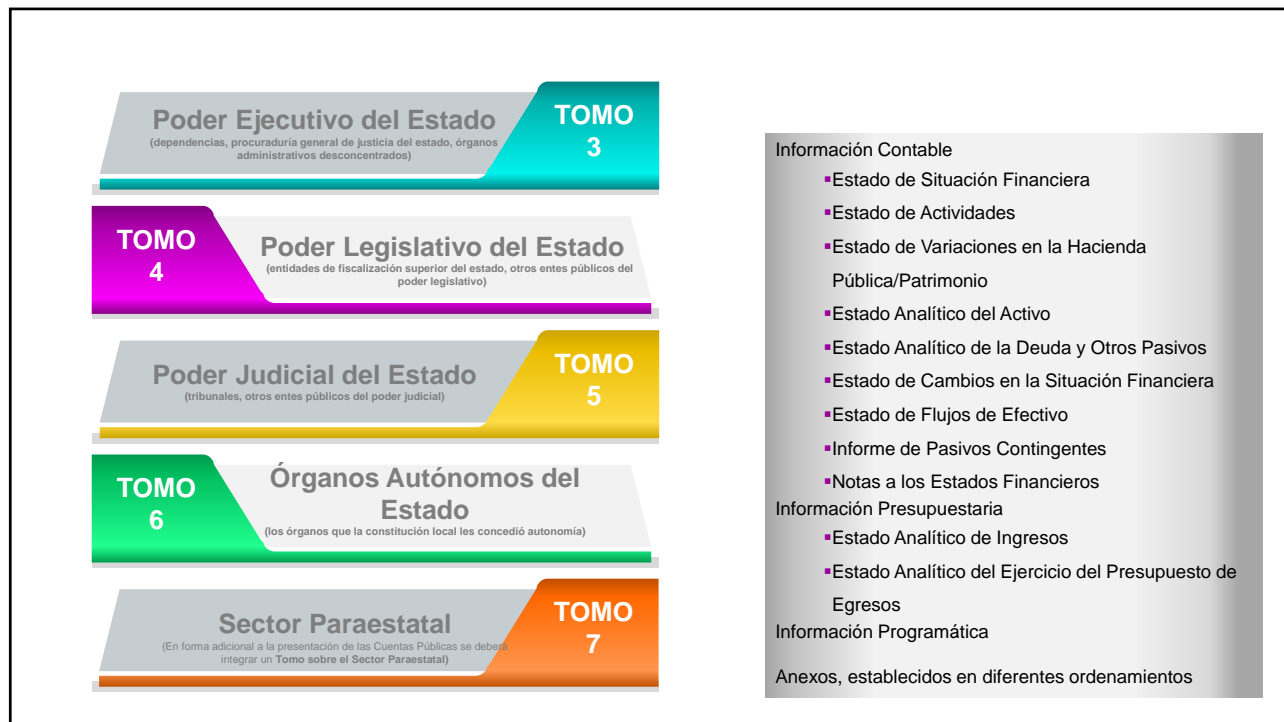 Poder Ejecutivo del Estado
(dependencias, procuraduría general de justicia del estado, órganos
administrativos desconcentrados)
TOMO
3
TOMO
4
Poder Legislativo del Estado
(entidades de fiscalización superior del estado, otros entes públicos del
poder legislativo)
Poder Judicial del Estado
(tribunales, otros entes públicos del poder judicial)
TOMO
5
TOMO
6
Órganos Autónomos del
Estado
(los órganos que la constitución local les concedió autonomía)
Sector Paraestatal
(En forma adicional a la presentación de las Cuentas Públicas se deberá
integrar un Tomo sobre el Sector Paraestatal)
TOMO
7
Información Contable
▪Estado de Situación Financiera
▪Estado de Actividades
▪Estado de Variaciones en la Hacienda
Pública/Patrimonio
▪Estado Analítico del Activo
▪Estado Analítico de la Deuda y Otros Pasivos
▪Estado de Cambios en la Situación Financiera
▪Estado de Flujos de Efectivo
▪Informe de Pasivos Contingentes
▪Notas a los Estados Financieros
Información Presupuestaria
▪Estado Analítico de Ingresos
▪Estado Analítico del Ejercicio del Presupuesto de
Egresos
Información Programática
Anexos, establecidos en diferentes ordenamientos